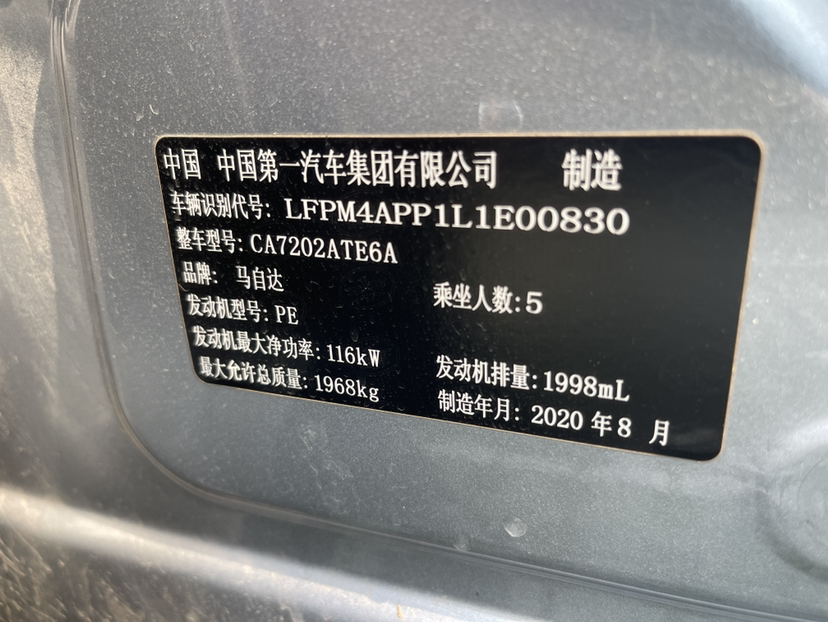 中国 中国第一汽车集团有限公司 制造
车辆识别代号: LFPM4APP1L1E00830
整车型号: CA7202ATE6A
品牌: 马自达
乘坐人数: 5
发动机型号: PE
发动机最大净功率: 116kW
发动机排量: 1998mL
最大允许总质量: 1968kg
制造年月: 2020 年 8 月